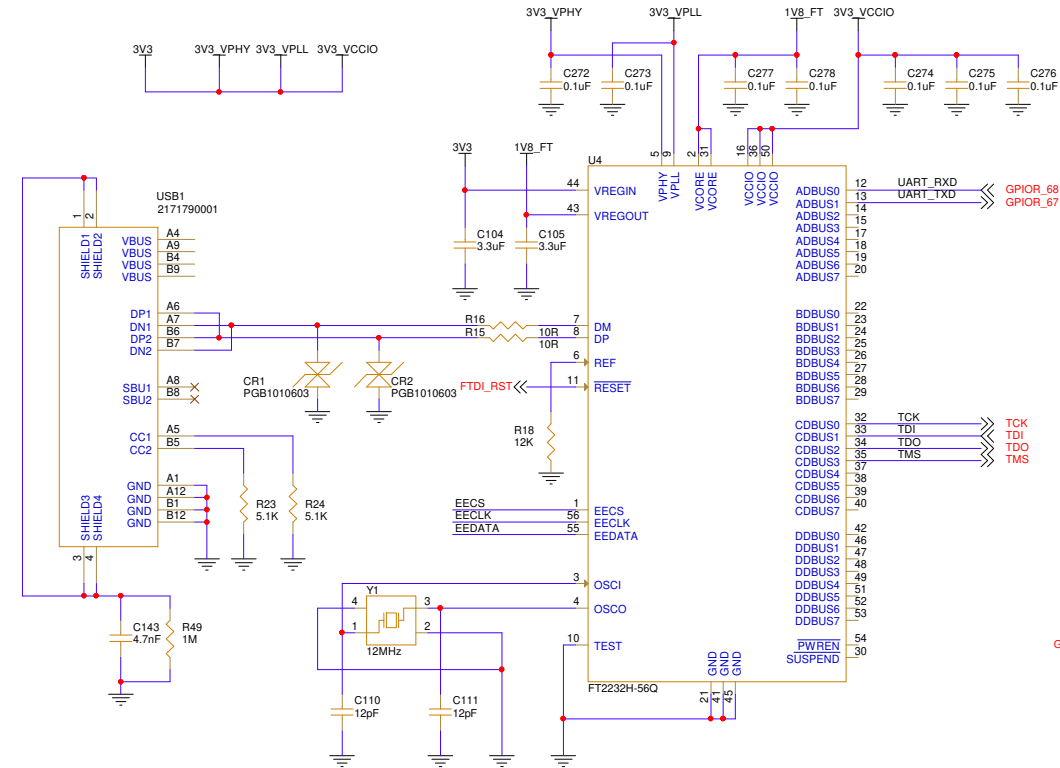 3V3_VPHY 3V3_VPLL 1V8_FT 3V3_VCCIO
3V3 3V3_VPHY 3V3_VPLL 3V3_VCCIO
C272 C273 C277 C278 C274 C275 C276
0.1uF 0.1uF 0.1uF 0.1uF 0.1uF 0.1uF 0.1uF
3V3 1V8_FT
U4
5 9 2 31 16 36 50
VPHY VPLL VCORE VCORE VCCIO VCCIO VCCIO
44 VREGIN
43 VREGOUT
C104 C105
3.3uF 3.3uF
ADBUS0 12 UART_RXD GPIOR_68
ADBUS1 13 UART_TXD GPIOR_67
ADBUS2 14
ADBUS3 15
ADBUS4 17
ADBUS5 18
ADBUS6 19
ADBUS7 20
USB1
2171790001
1 2
SHIELD1 SHIELD2
VBUS A4
VBUS A9
VBUS B4
VBUS B9
DP1 A6
DN1 A7
DP2 B6
DN2 B7
R16 10R 7 DM
R15 10R 8 DP
6 REF
FTDI_RST 11 RESET
CR1
PGB1010603
CR2
PGB1010603
SBU1 A8
SBU2 B8
R18
12K
CC1 A5
CC2 B5
GND A1
GND A12
GND B1
GND B12
R23
5.1K
R24
5.1K
SHIELD3 SHIELD4
3 4
BDBUS0 22
BDBUS1 23
BDBUS2 24
BDBUS3 25
BDBUS4 26
BDBUS5 27
BDBUS6 28
BDBUS7 29
CDBUS0 32 TCK TCK
CDBUS1 33 TDI TDI
CDBUS2 34 TDO TDO
CDBUS3 35 TMS TMS
CDBUS4 37
CDBUS5 38
CDBUS6 39
CDBUS7 40
EECS 1 EECS
EECLK 56 EECLK
EEDATA 55 EEDATA
DDBUS0 42
DDBUS1 46
DDBUS2 47
DDBUS3 48
DDBUS4 49
DDBUS5 51
DDBUS6 52
DDBUS7 53
3 OSCI
4 OSCO
Y1
4 3
1 2
12MHz
C143
4.7nF
R49
1M
10 TEST
PWREN 54
SUSPEND 30
G
GND GND GND
21 41 45
FT2232H-56Q
C110
12pF
C111
12pF